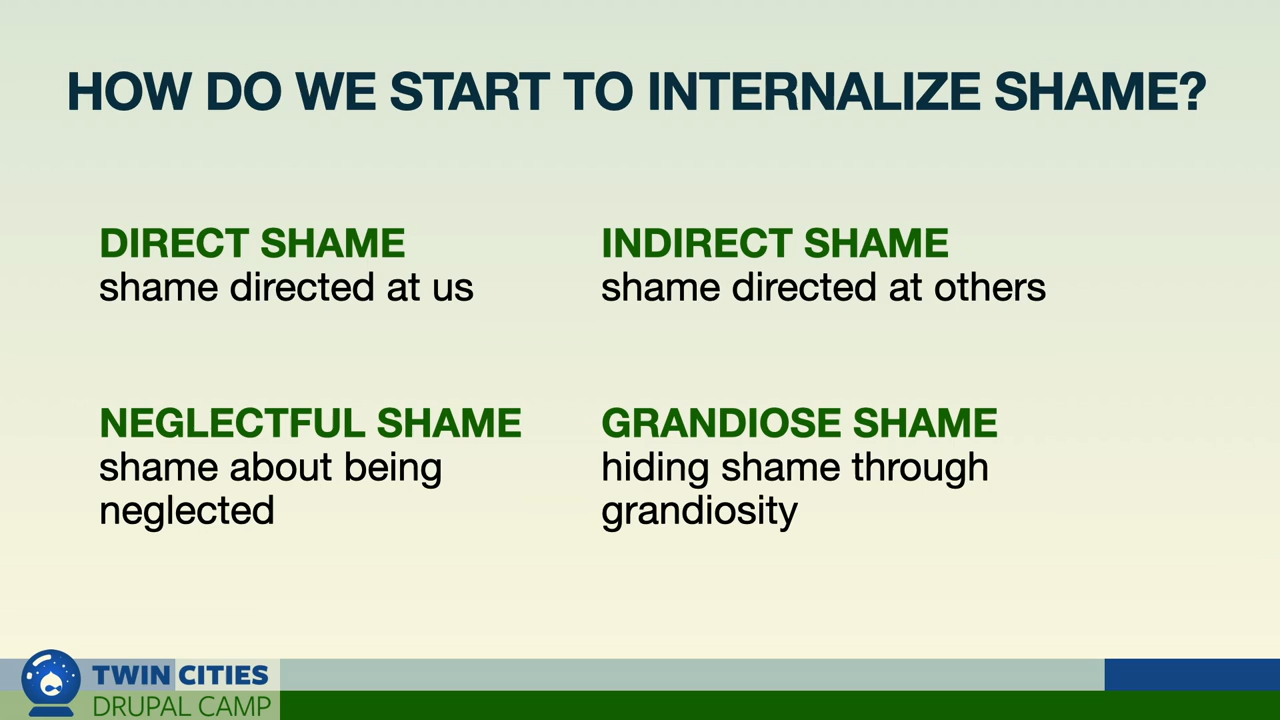 HOW DO WE START TO INTERNALIZE SHAME?
DIRECT SHAME
shame directed at us
INDIRECT SHAME
shame directed at others
NEGLECTFUL SHAME
shame about being
neglected
GRANDIOSE SHAME
hiding shame through
grandiosity
TWIN CITIES
DRUPAL CAMP